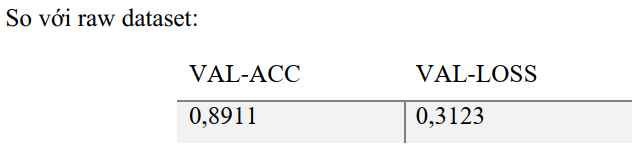 So với raw dataset:
VAL-ACC VAL-LOSS
0,8911 0,3123